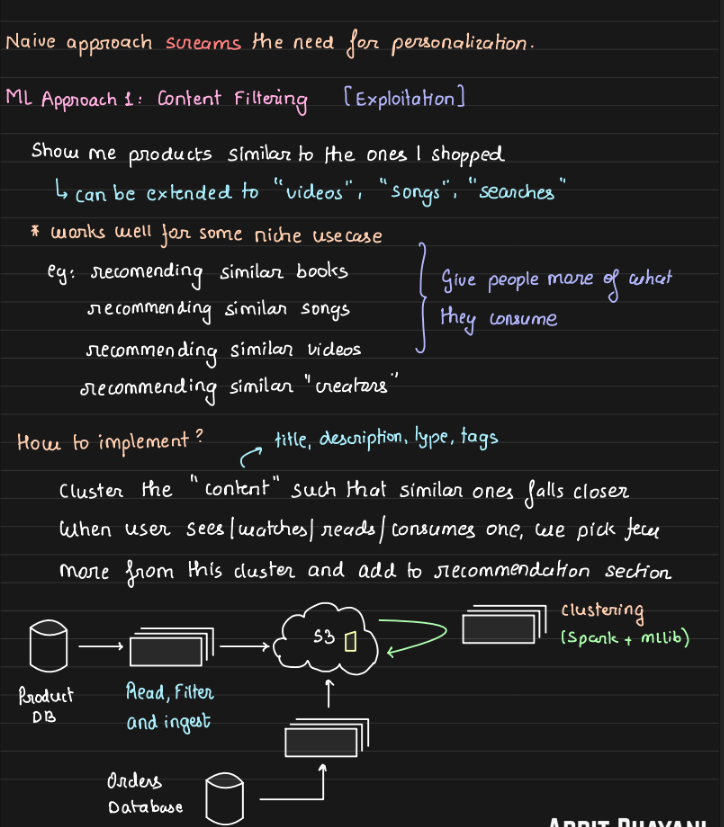 Naive approach screams the need for personalization.
ML Approach 1: Content Filtering [Exploitation]
Show me products similar to the ones I shopped
↳ can be extended to "videos", "songs", "searches"
* works well for some niche usecase
eg: recomending similar books
recommending similar songs
recommending similar videos
recommending similar "creators"
Give people more of what
they consume
How to implement?
title, description, type, tags
Cluster the "content" such that similar ones falls closer
When user sees/watches/reads/consumes one, we pick few
more from this cluster and add to recommendation section
S3
clustering
(Spark + mllib)
Product
DB
Read, Filter
and ingest
Orders
Database